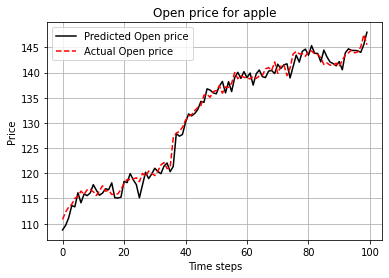 Open price for apple
Predicted Open price
Actual Open price
Price
145
140
135
130
125
120
115
110
0 20 40 60 80 100
Time steps